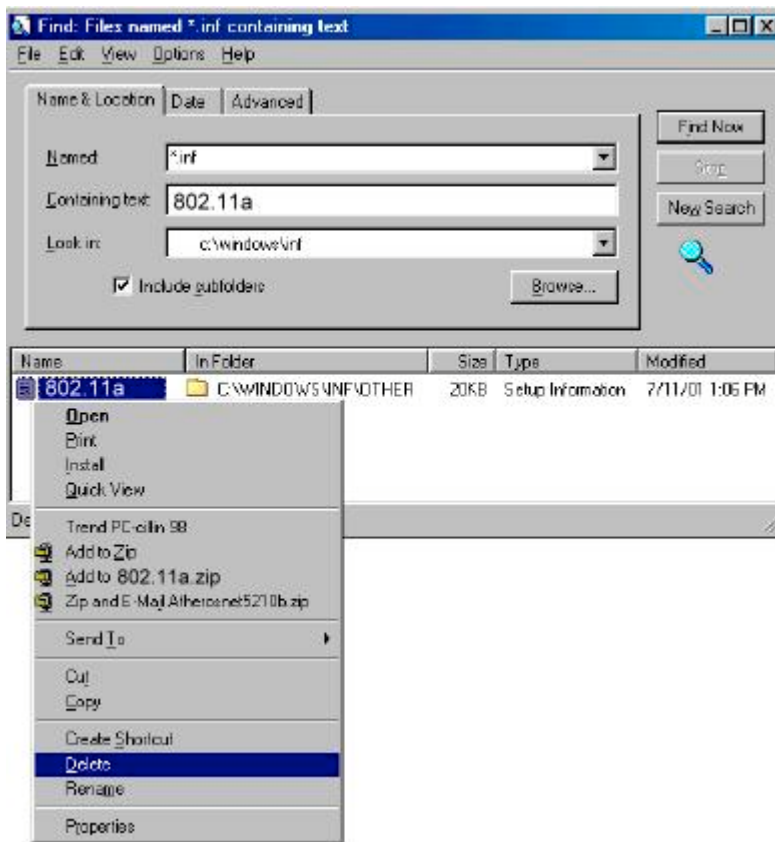 Find: Files named *.inf containing text
File Edit View Options Help
Name & Location Date Advanced
Find Now
Named: *.inf
Stop
Containing text: 802.11a
New Search
Look in: c:\windows\inf
Include subfolders
Browse...
Name In Folder Size Type Modified
802.11a C:\WINDOWS\INF\OTHER 20KB Setup Information 7/11/01 1:06 PM
Open
Print
Install
Quick View
De
Trend PC-cillin 98
Add to Zip
Add to 802.11a.zip
Zip and E-Mail Atherosnet5210b.zip
Send To
Cut
Copy
Create Shortcut
Delete
Rename
Properties